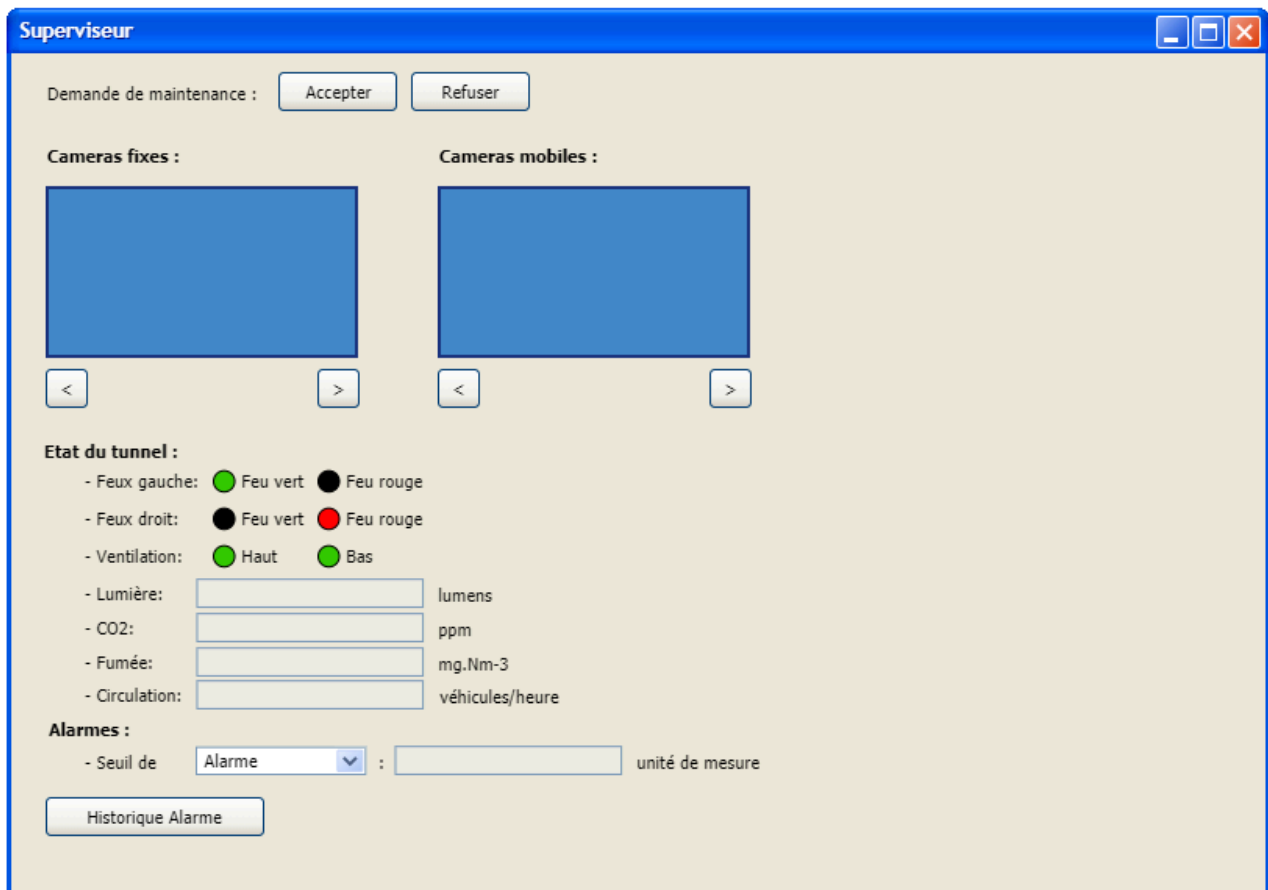 Superviseur
Demande de maintenance : Accepter Refuser
Cameras fixes : Cameras mobiles :
< > < >
Etat du tunnel :
- Feux gauche: Feu vert Feu rouge
- Feux droit: Feu vert Feu rouge
- Ventilation: Haut Bas
- Lumière: lumens
- CO2: ppm
- Fumée: mg.Nm-3
- Circulation: véhicules/heure
Alarmes :
- Seuil de Alarme : unité de mesure
Historique Alarme